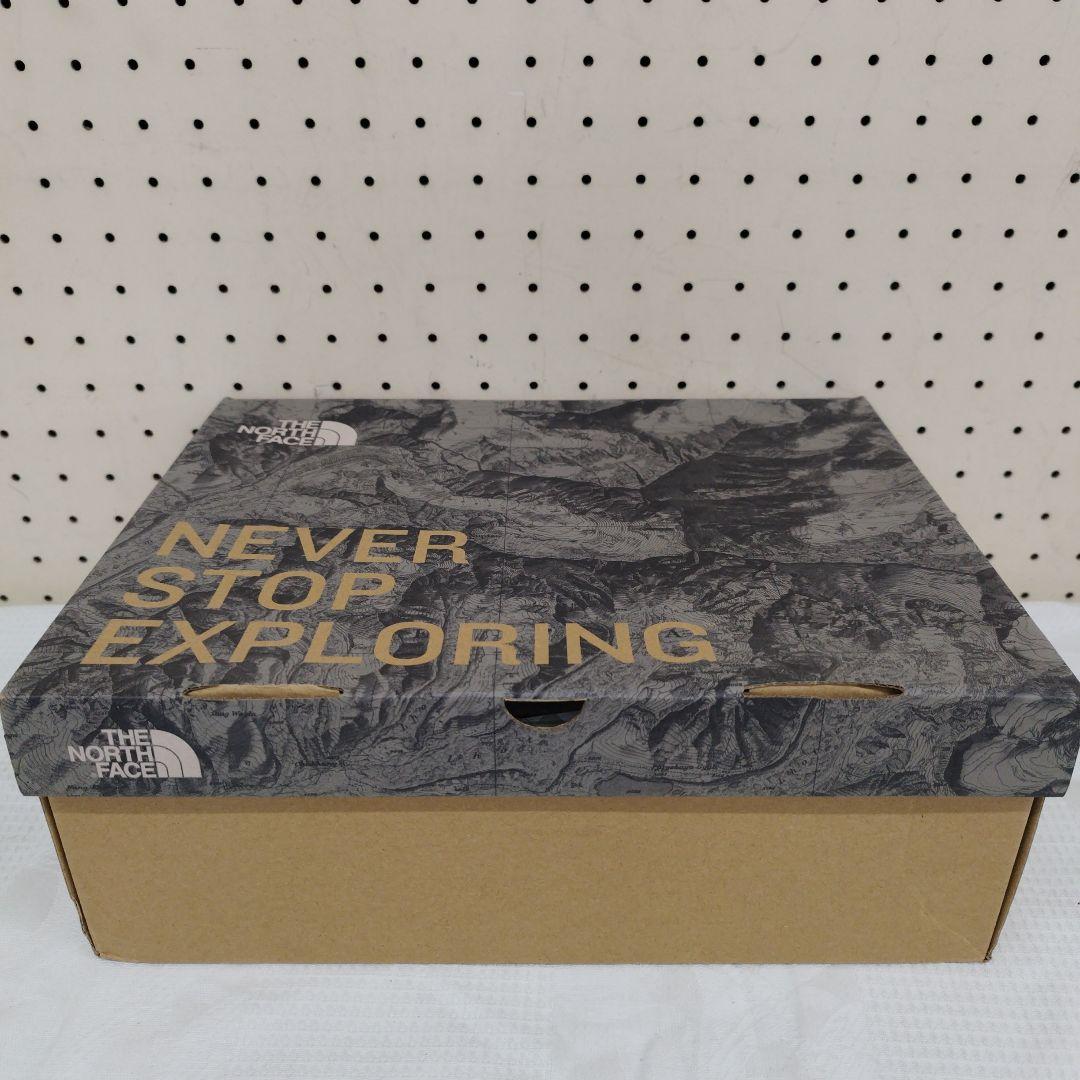 THE
NORTH
FACE
NEVER
STOP
EXPLORING
THE
NORTH
FACE